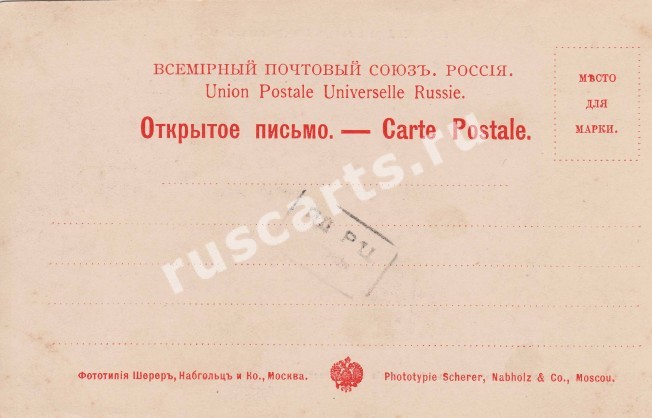 ВСЕМІРНЫЙ ПОЧТОВЫЙ СОЮЗЪ. РОССІЯ.
Union Postale Universelle Russie.
Открытое письмо. — Carte Postale.
МѢСТО
ДЛЯ
МАРКИ.
ruscarts.ru
Фототипія Шереръ, Набгольцъ и Ко., Москва.
Phototypie Scherer, Nabholz & Co., Moscou.